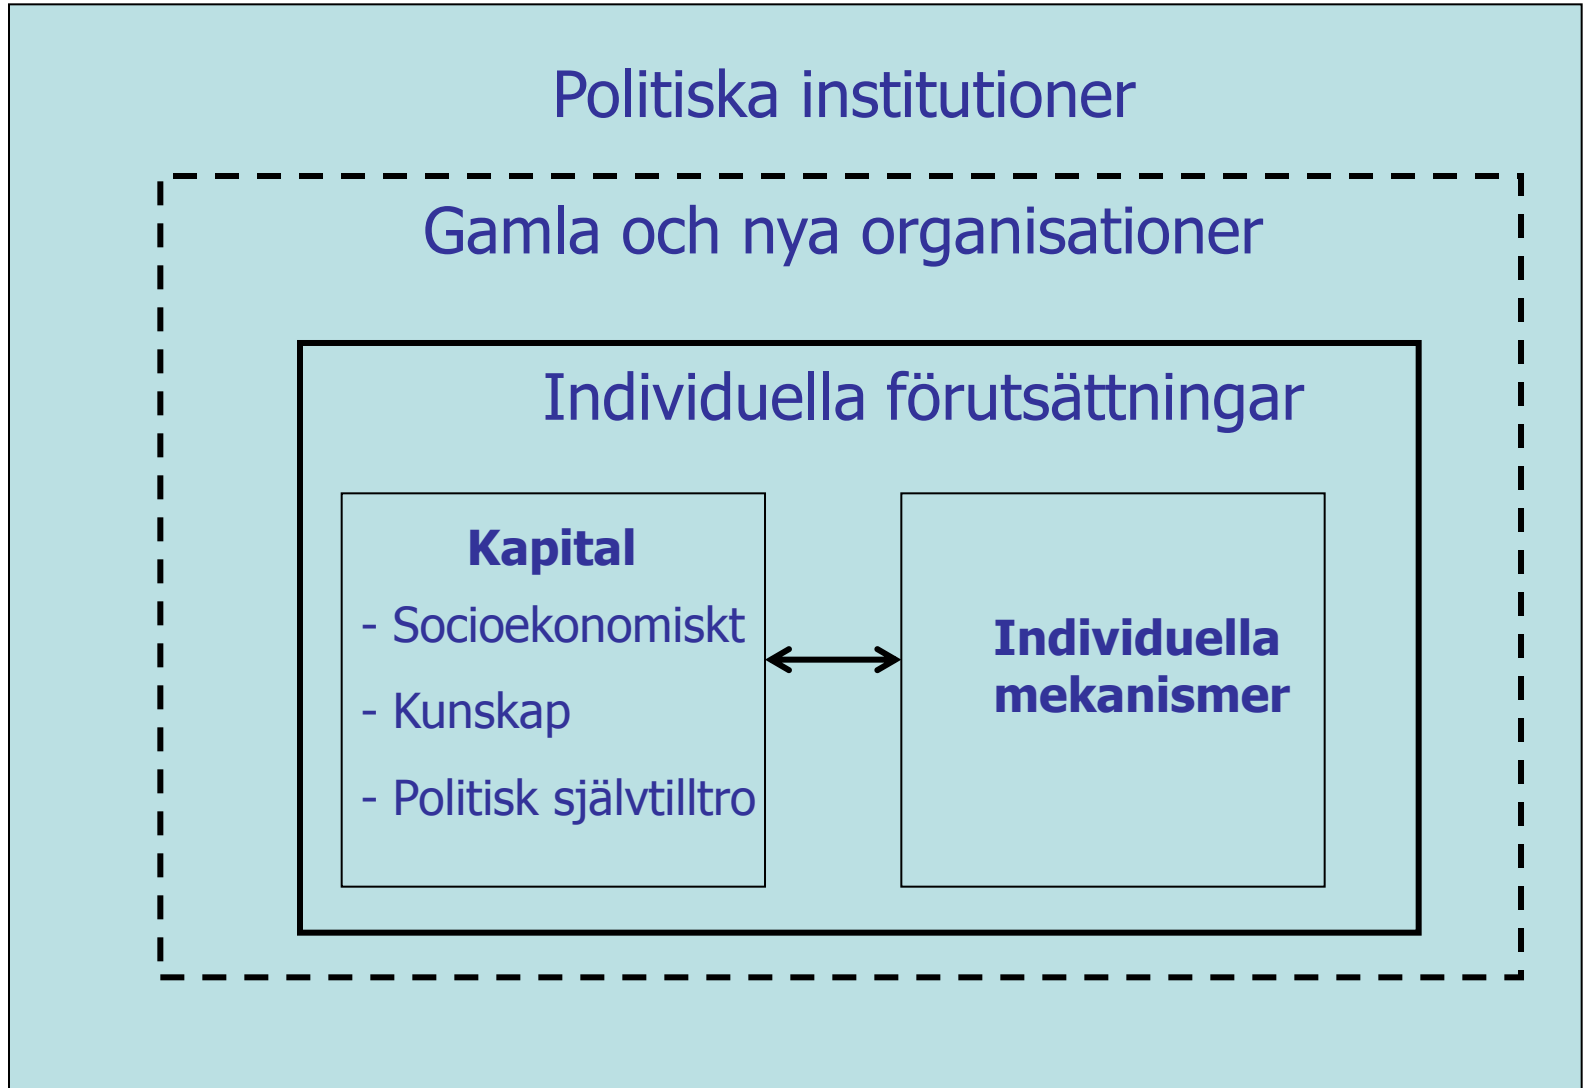 Politiska institutioner
Gamla och nya organisationer
Individuella förutsättningar
Kapital
- Socioekonomiskt
- Kunskap
- Politisk självtilltro
Individuella
mekanismer